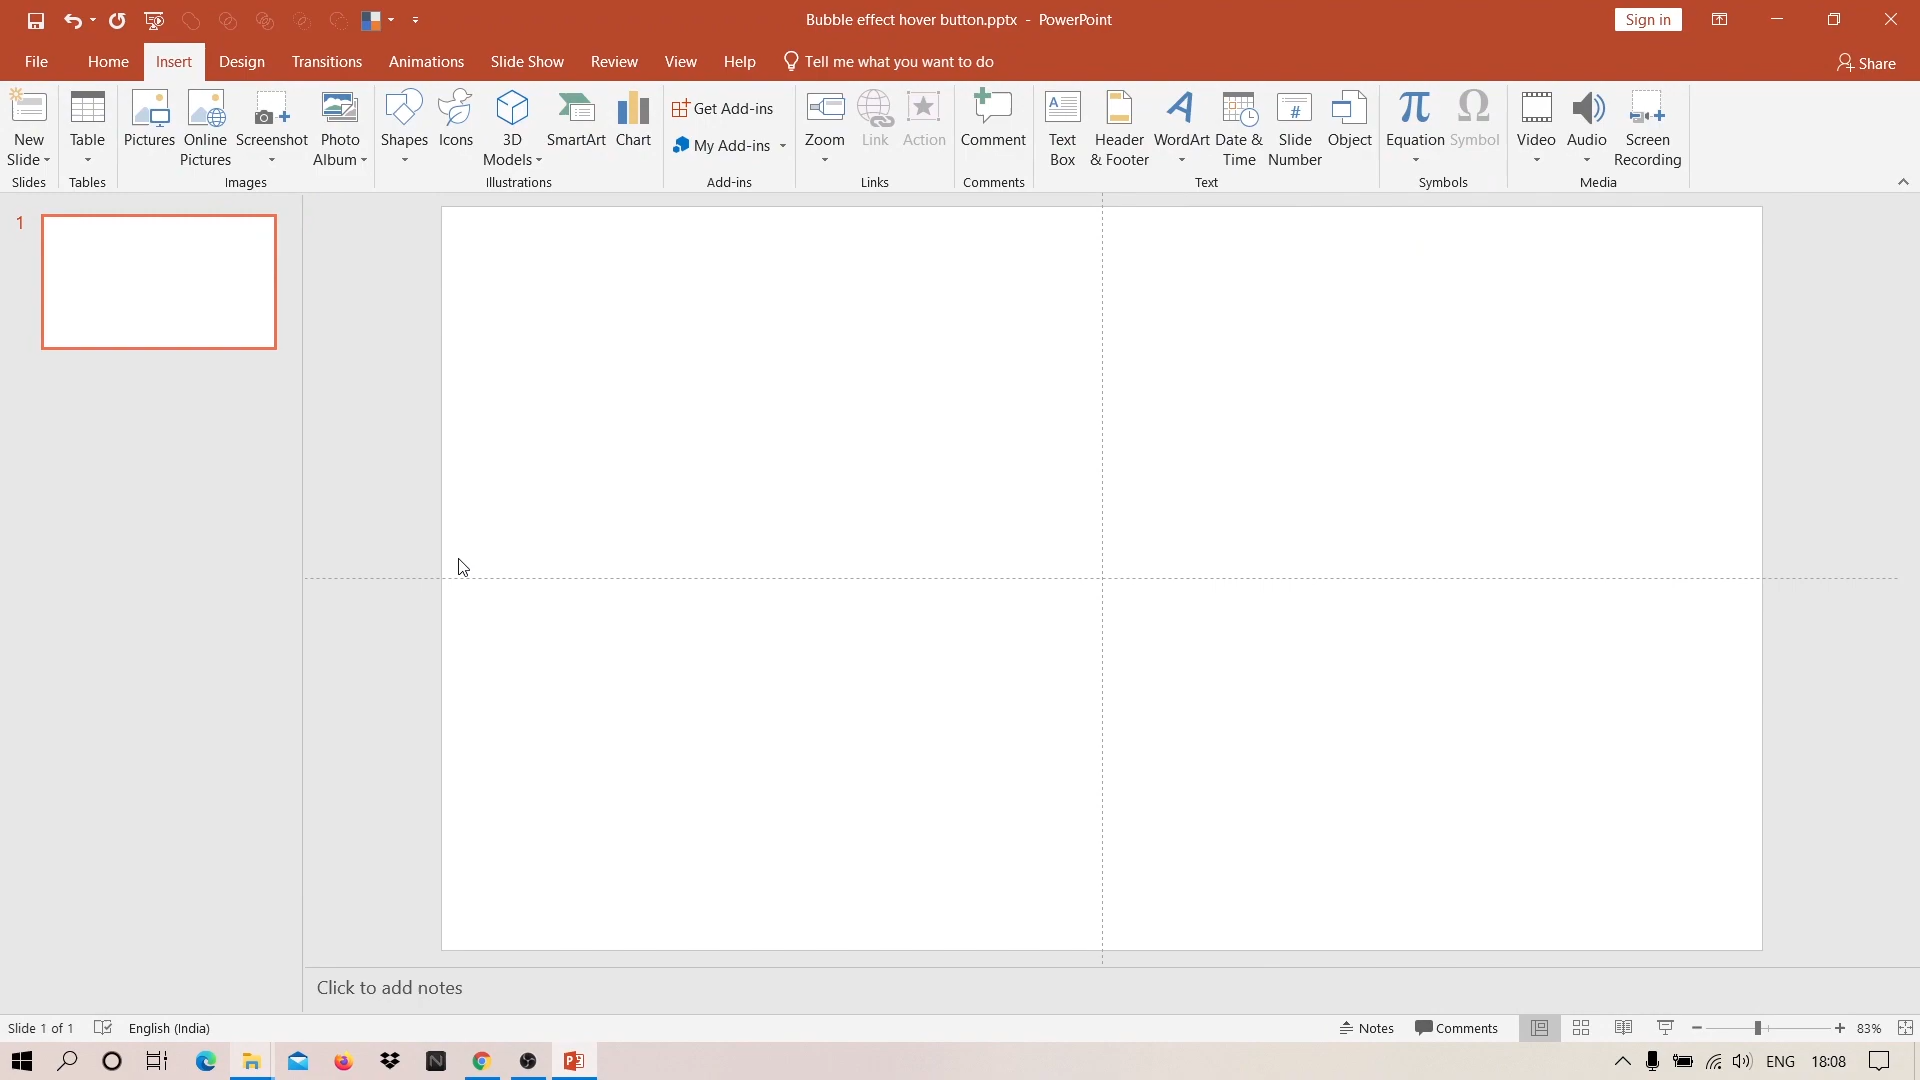 Bubble effect hover button.pptx - PowerPoint
Sign in
File Home Insert Design Transitions Animations Slide Show Review View Help Tell me what you want to do Share
New Slide
Table
Pictures
Online Pictures
Screenshot
Photo Album
Shapes
Icons
3D Models
SmartArt
Chart
Get Add-ins
My Add-ins
Zoom
Link
Action
Comment
Text Box
Header & Footer
WordArt
Date & Time
Slide Number
Object
Equation
Symbol
Video
Audio
Screen Recording
Slides Tables Images Illustrations Add-ins Links Comments Text Symbols Media
1
Click to add notes
Slide 1 of 1 English (India) Notes Comments 83%
ENG 18:08